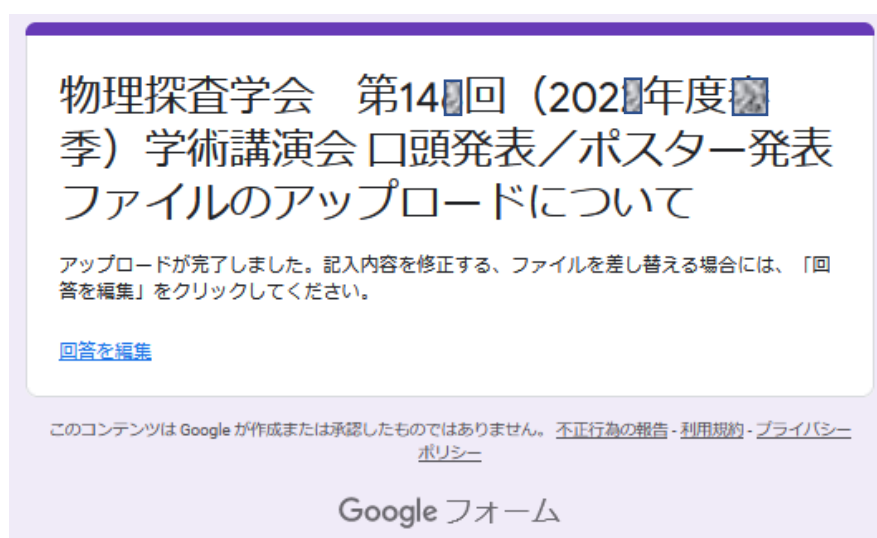 物理探査学会　第14回（202年度
季）学術講演会 口頭発表／ポスター発表
ファイルのアップロードについて
アップロードが完了しました。記入内容を修正する、ファイルを差し替える場合には、「回
答を編集」をクリックしてください。
回答を編集
このコンテンツは Google が作成または承認したものではありません。 不正行為の報告 - 利用規約 - プライバシー
ポリシー
Google フォーム